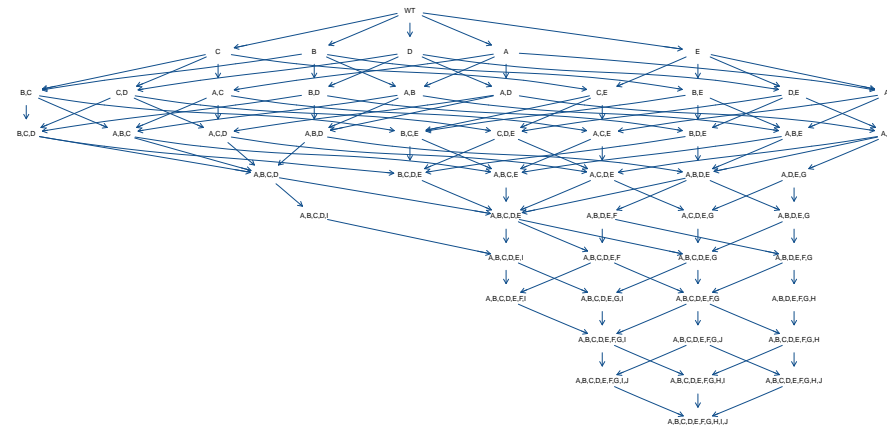 WT
C B D A E
B,C C,D A,C B,D A,B A,D C,E B,E D,E
B,C,D A,B,C A,C,D A,B,D B,C,E C,D,E A,C,E B,D,E A,B,E
A,B,C,D B,C,D,E A,B,C,E A,C,D,E A,B,D,E A,D,E,G
A,B,C,D,I A,B,C,D,E A,B,D,E,F A,C,D,E,G A,B,D,E,G
A,B,C,D,E,I A,B,C,D,E,F A,B,C,D,E,G A,B,D,E,F,G
A,B,C,D,E,F,I A,B,C,D,E,G,I A,B,C,D,E,F,G A,B,D,E,F,G,H
A,B,C,D,E,F,G,I A,B,C,D,E,F,G,J A,B,C,D,E,F,G,H
A,B,C,D,E,F,G,I,J A,B,C,D,E,F,G,H,I A,B,C,D,E,F,G,H,J
A,B,C,D,E,F,G,H,I,J